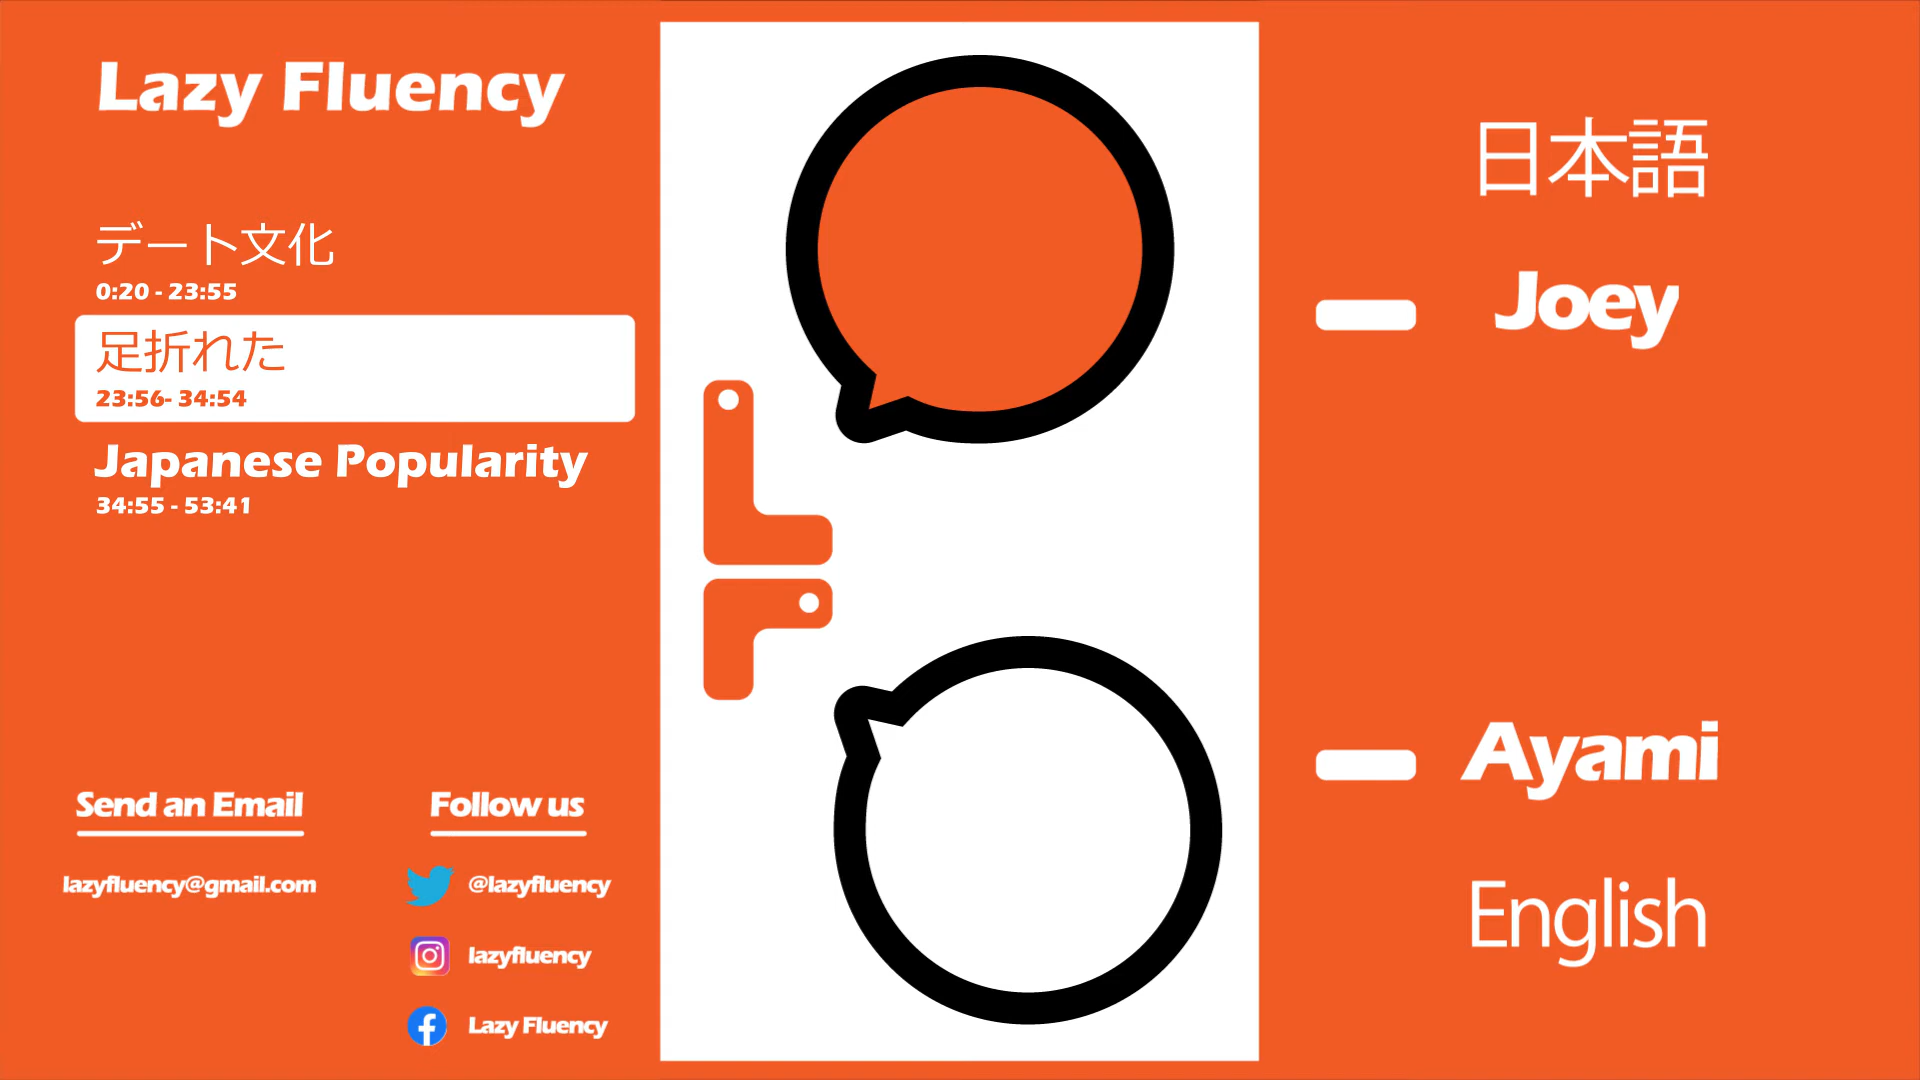 Lazy Fluency
デート文化
0:20 - 23:55
足折れた
23:56- 34:54
Japanese Popularity
34:55 - 53:41
Send an Email
lazyfluency@gmail.com
Follow us
@lazyfluency
lazyfluency
Lazy Fluency
日本語
Joey
Ayami
English